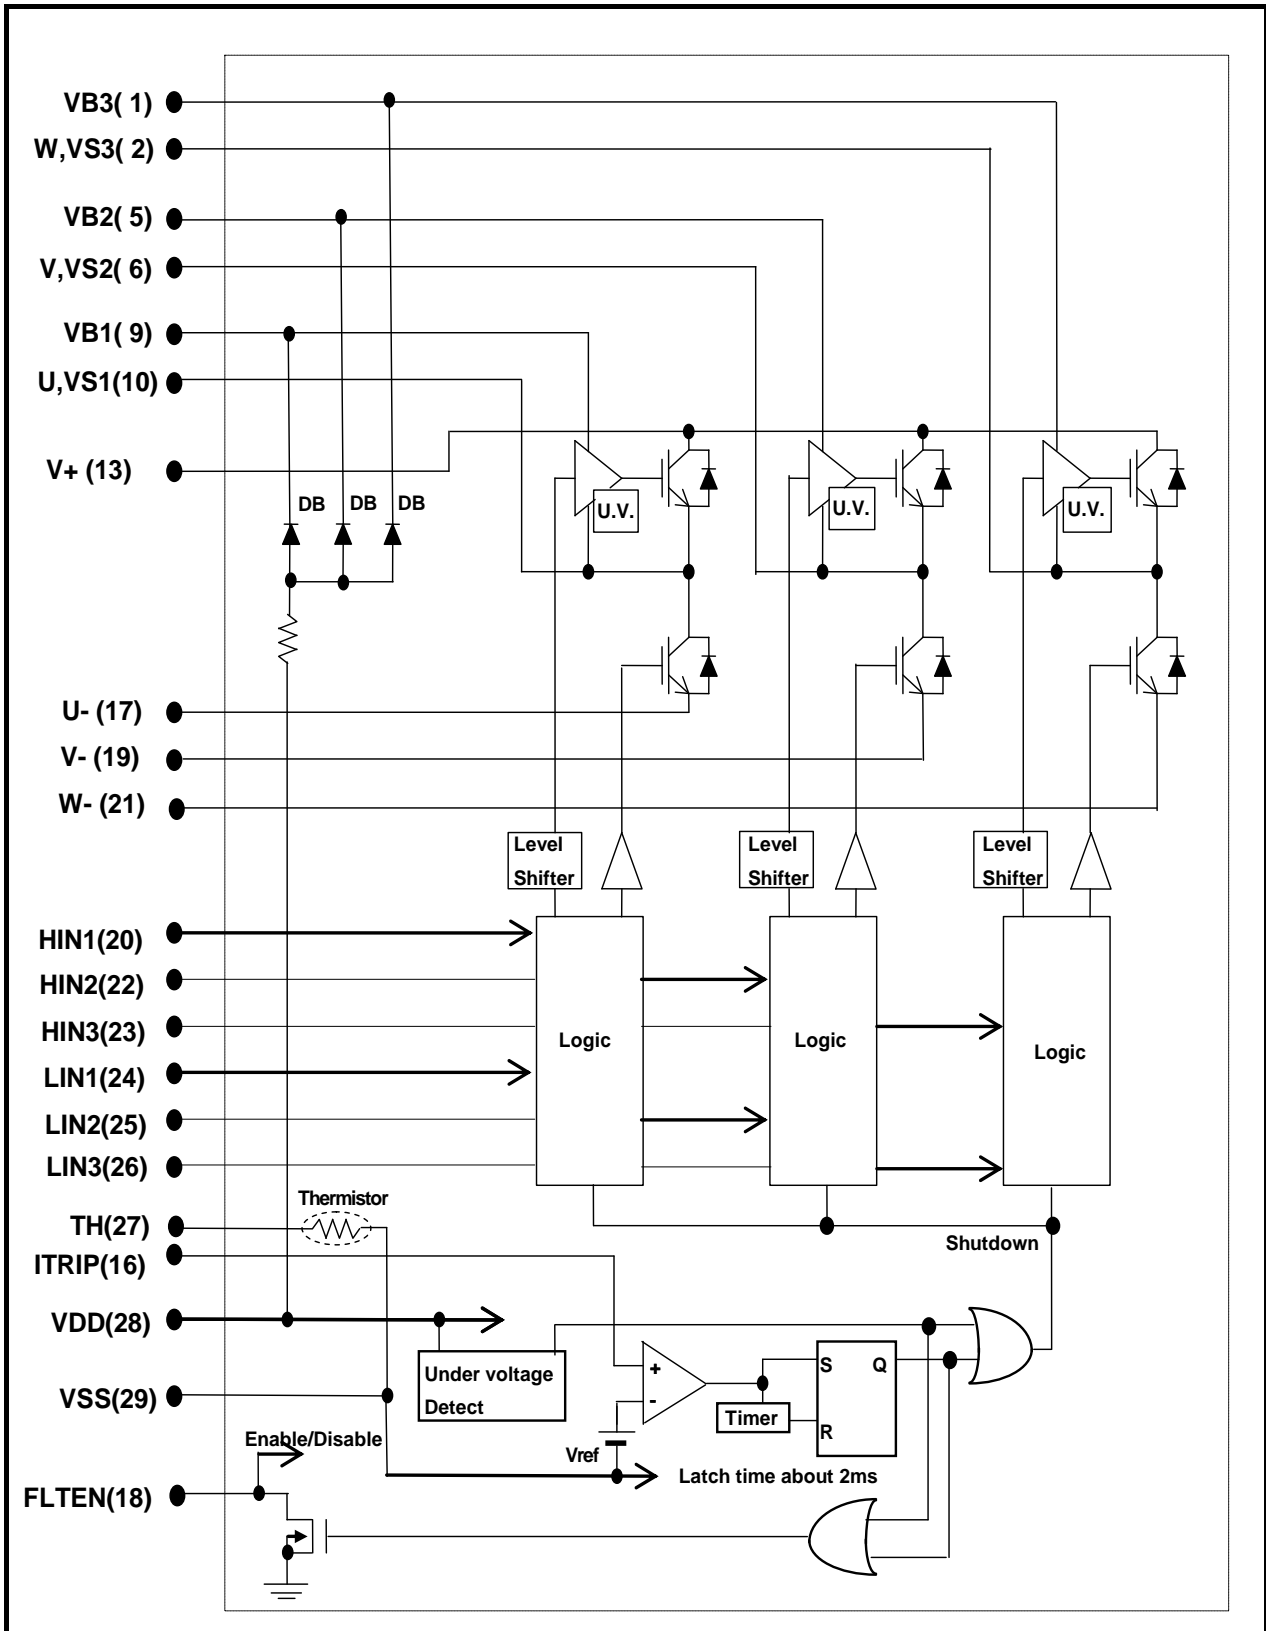 VB3( 1)
W,VS3( 2)
VB2( 5)
V,VS2( 6)
VB1( 9)
U,VS1(10)
V+ (13)
DB DB DB
U.V. U.V. U.V.
U- (17)
V- (19)
W- (21)
Level Shifter
Level Shifter
Level Shifter
HIN1(20)
HIN2(22)
HIN3(23)
LIN1(24)
LIN2(25)
LIN3(26)
Logic
Logic
Logic
Thermistor
TH(27)
ITRIP(16)
Shutdown
VDD(28)
Under voltage
Detect
+
-
S Q
R
Timer
VSS(29)
Vref
Enable/Disable
Latch time about 2ms
FLTEN(18)